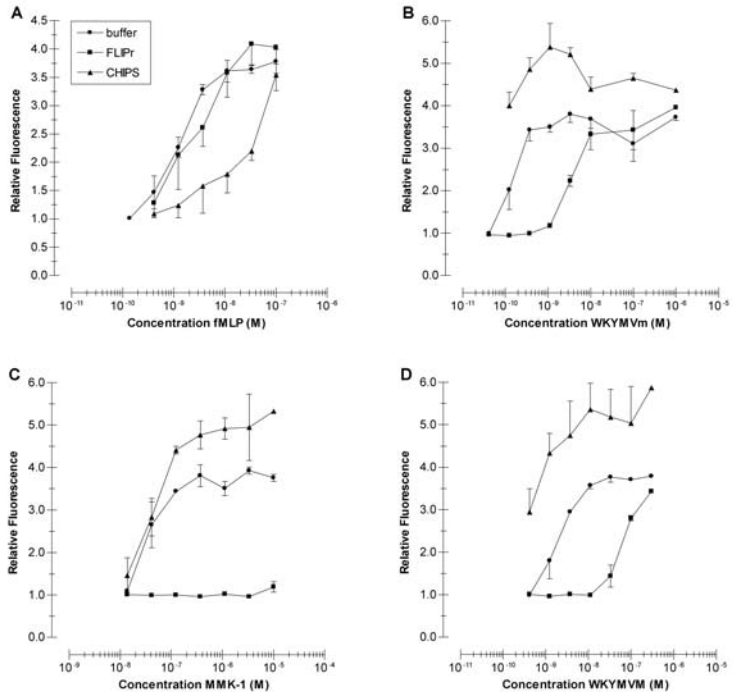 A
buffer
FLIPr
CHIPS
Relative Fluorescence
4.5
4.0
3.5
3.0
2.5
2.0
1.5
1.0
4.5
0.0
10⁻¹¹ 10⁻¹⁰ 10⁻⁹ 10⁻⁸ 10⁻⁷ 10⁻⁶
Concentration fMLP (M)
B
Relative Fluorescence
6.0
5.0
4.0
3.0
2.0
1.0
0.0
10⁻¹¹ 10⁻¹⁰ 10⁻⁹ 10⁻⁸ 10⁻⁷ 10⁻⁶ 10⁻⁵
Concentration WKYMVm (M)
C
Relative Fluorescence
6.0
5.0
4.0
3.0
2.0
1.0
0.0
10⁻⁹ 10⁻⁸ 10⁻⁷ 10⁻⁶ 10⁻⁵ 10⁻⁴
Concentration MMK-1 (M)
D
Relative Fluorescence
6.0
5.0
4.0
3.0
2.0
1.0
0.0
10⁻¹¹ 10⁻¹⁰ 10⁻⁹ 10⁻⁸ 10⁻⁷ 10⁻⁶ 10⁻⁵
Concentration WKYMVM (M)